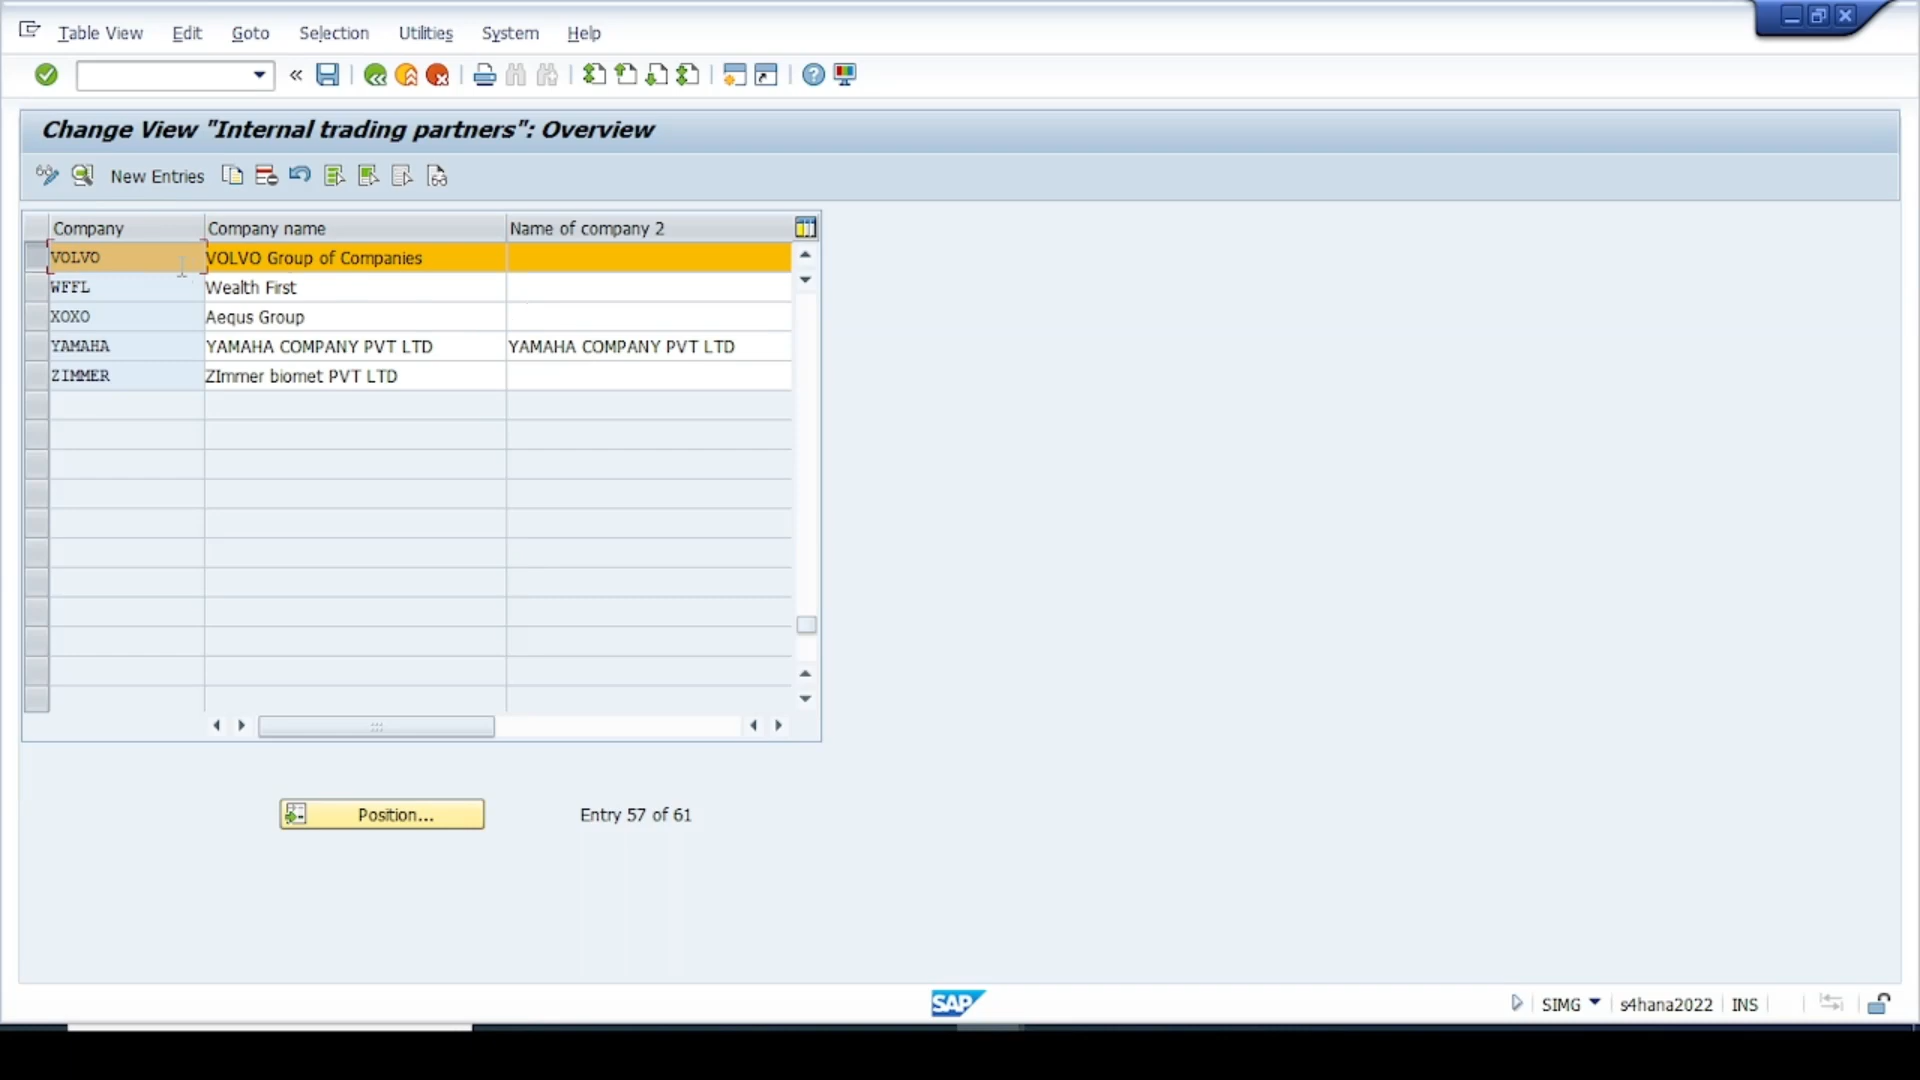 Table View Edit Goto Selection Utilities System Help
Change View "Internal trading partners": Overview
New Entries
Company Company name Name of company 2
VOLVO VOLVO Group of Companies
WFFL Wealth First
XOXO Aequs Group
YAMAHA YAMAHA COMPANY PVT LTD YAMAHA COMPANY PVT LTD
ZIMMER ZImmer biomet PVT LTD
Position... Entry 57 of 61
SAP SIMG s4hana2022 INS